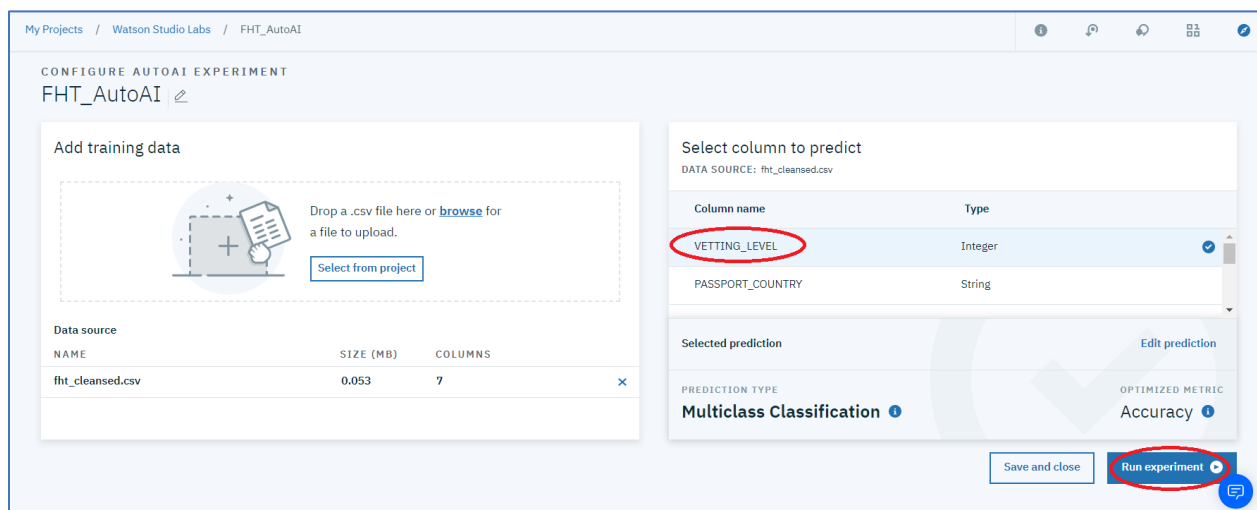 My Projects / Watson Studio Labs / FHT_AutoAI
CONFIGURE AUTOAI EXPERIMENT
FHT_AutoAI
Add training data
Drop a .csv file here or browse for
a file to upload.
Select from project
Data source
NAME SIZE (MB) COLUMNS
fht_cleansed.csv 0.053 7
Select column to predict
DATA SOURCE: fht_cleansed.csv
Column name Type
VETTING_LEVEL Integer
PASSPORT_COUNTRY String
Selected prediction Edit prediction
PREDICTION TYPE OPTIMIZED METRIC
Multiclass Classification Accuracy
Save and close Run experiment